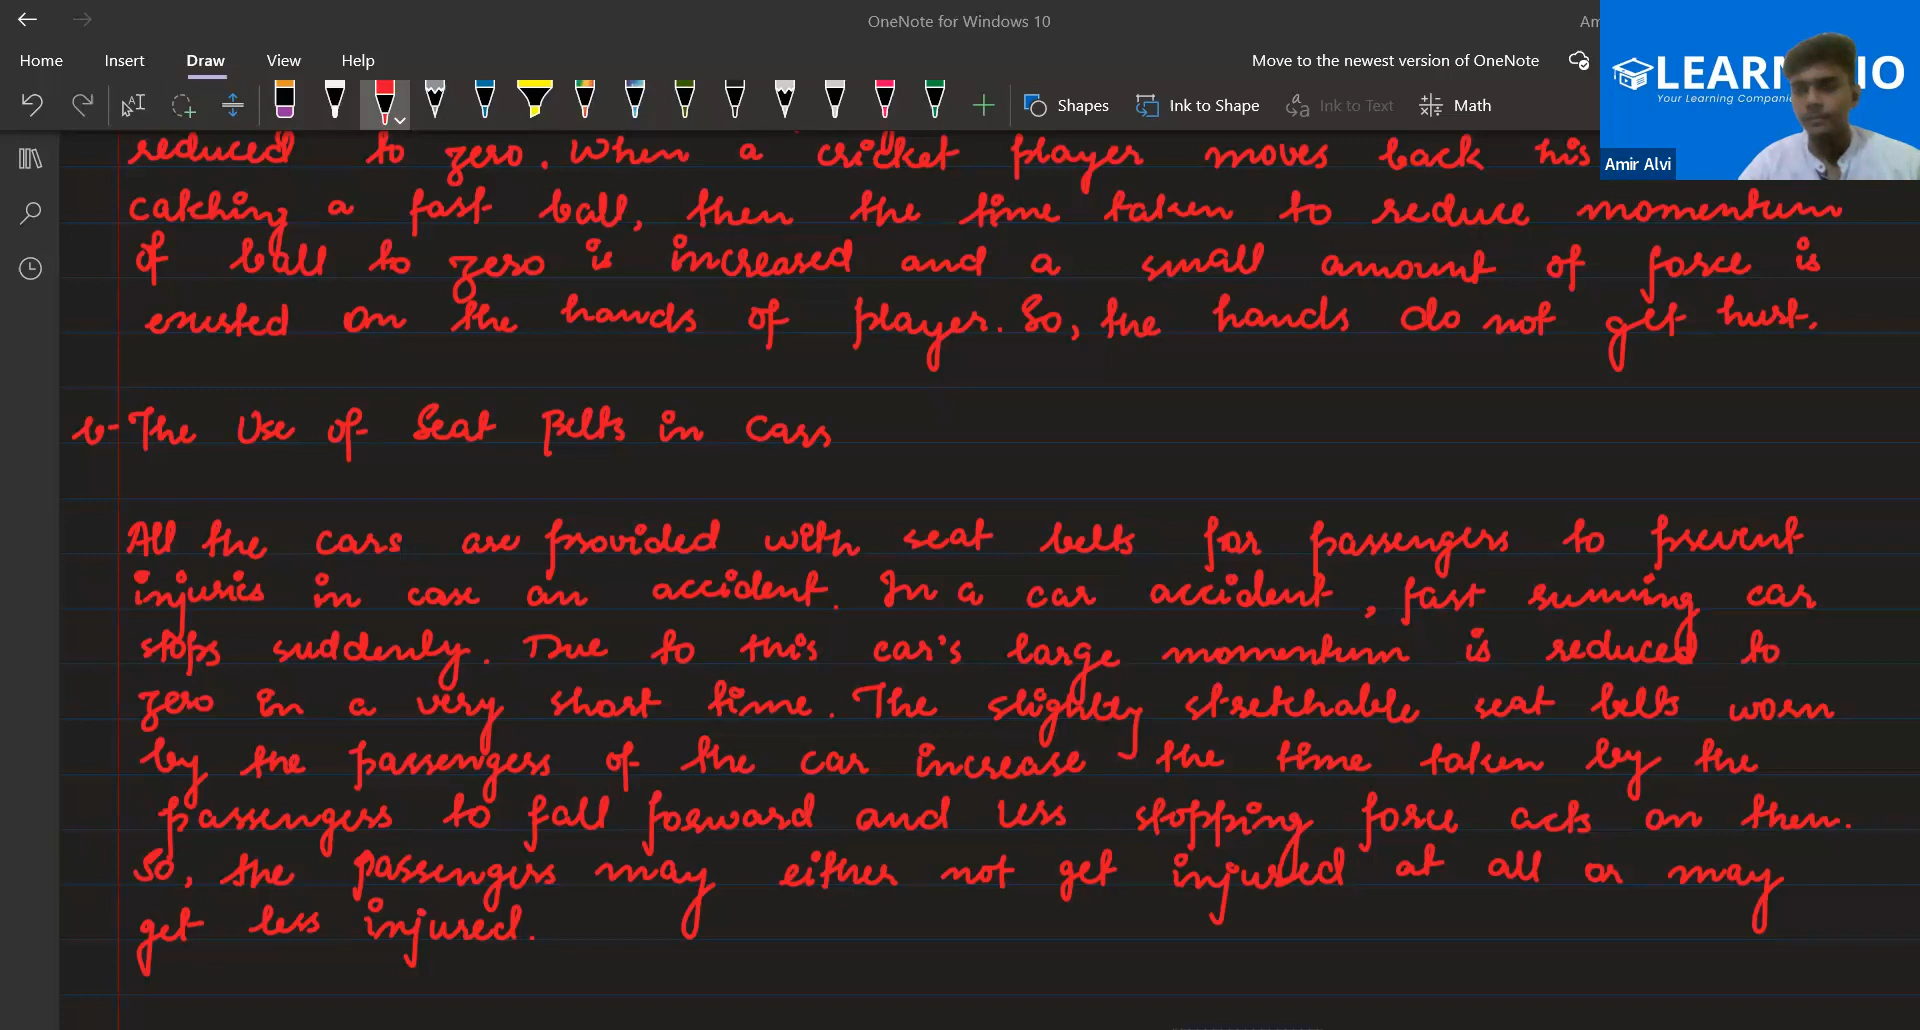 OneNote for Windows 10
Am
Home Insert Draw View Help
Move to the newest version of OneNote
Shapes Ink to Shape Ink to Text Math
LEARN IO
Your Learning Compani
Amir Alvi
reduced to zero. When a cricket player moves back his
catching a fast ball, then the time taken to reduce momentum
of ball to zero is increased and a small amount of force is
exerted on the hands of player. So, the hands do not get hurt.
b- The Use of Seat Belts in Cars
All the cars are provided with seat belts for passengers to prevent
injuries in case an accident. In a car accident, fast running car
stops suddenly. Due to this car's large momentum is reduced to
zero in a very short time. The slightly stretchable seat belts worn
by the passengers of the car increase the time taken by the
passengers to fall forward and less stopping force acts on them.
So, the passengers may either not get injured at all or may
get less injured.